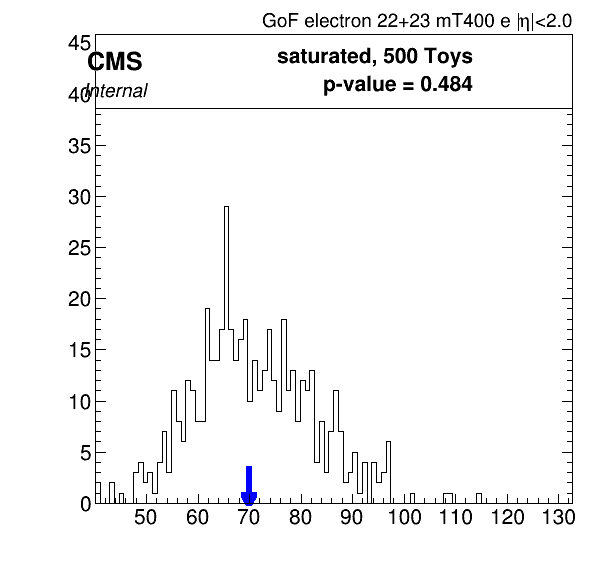 GoF electron 22+23 mT400 e |η|<2.0
CMS
Internal
saturated, 500 Toys
p-value = 0.484
45
40
35
30
25
20
15
10
5
0
50 60 70 80 90 100 110 120 130